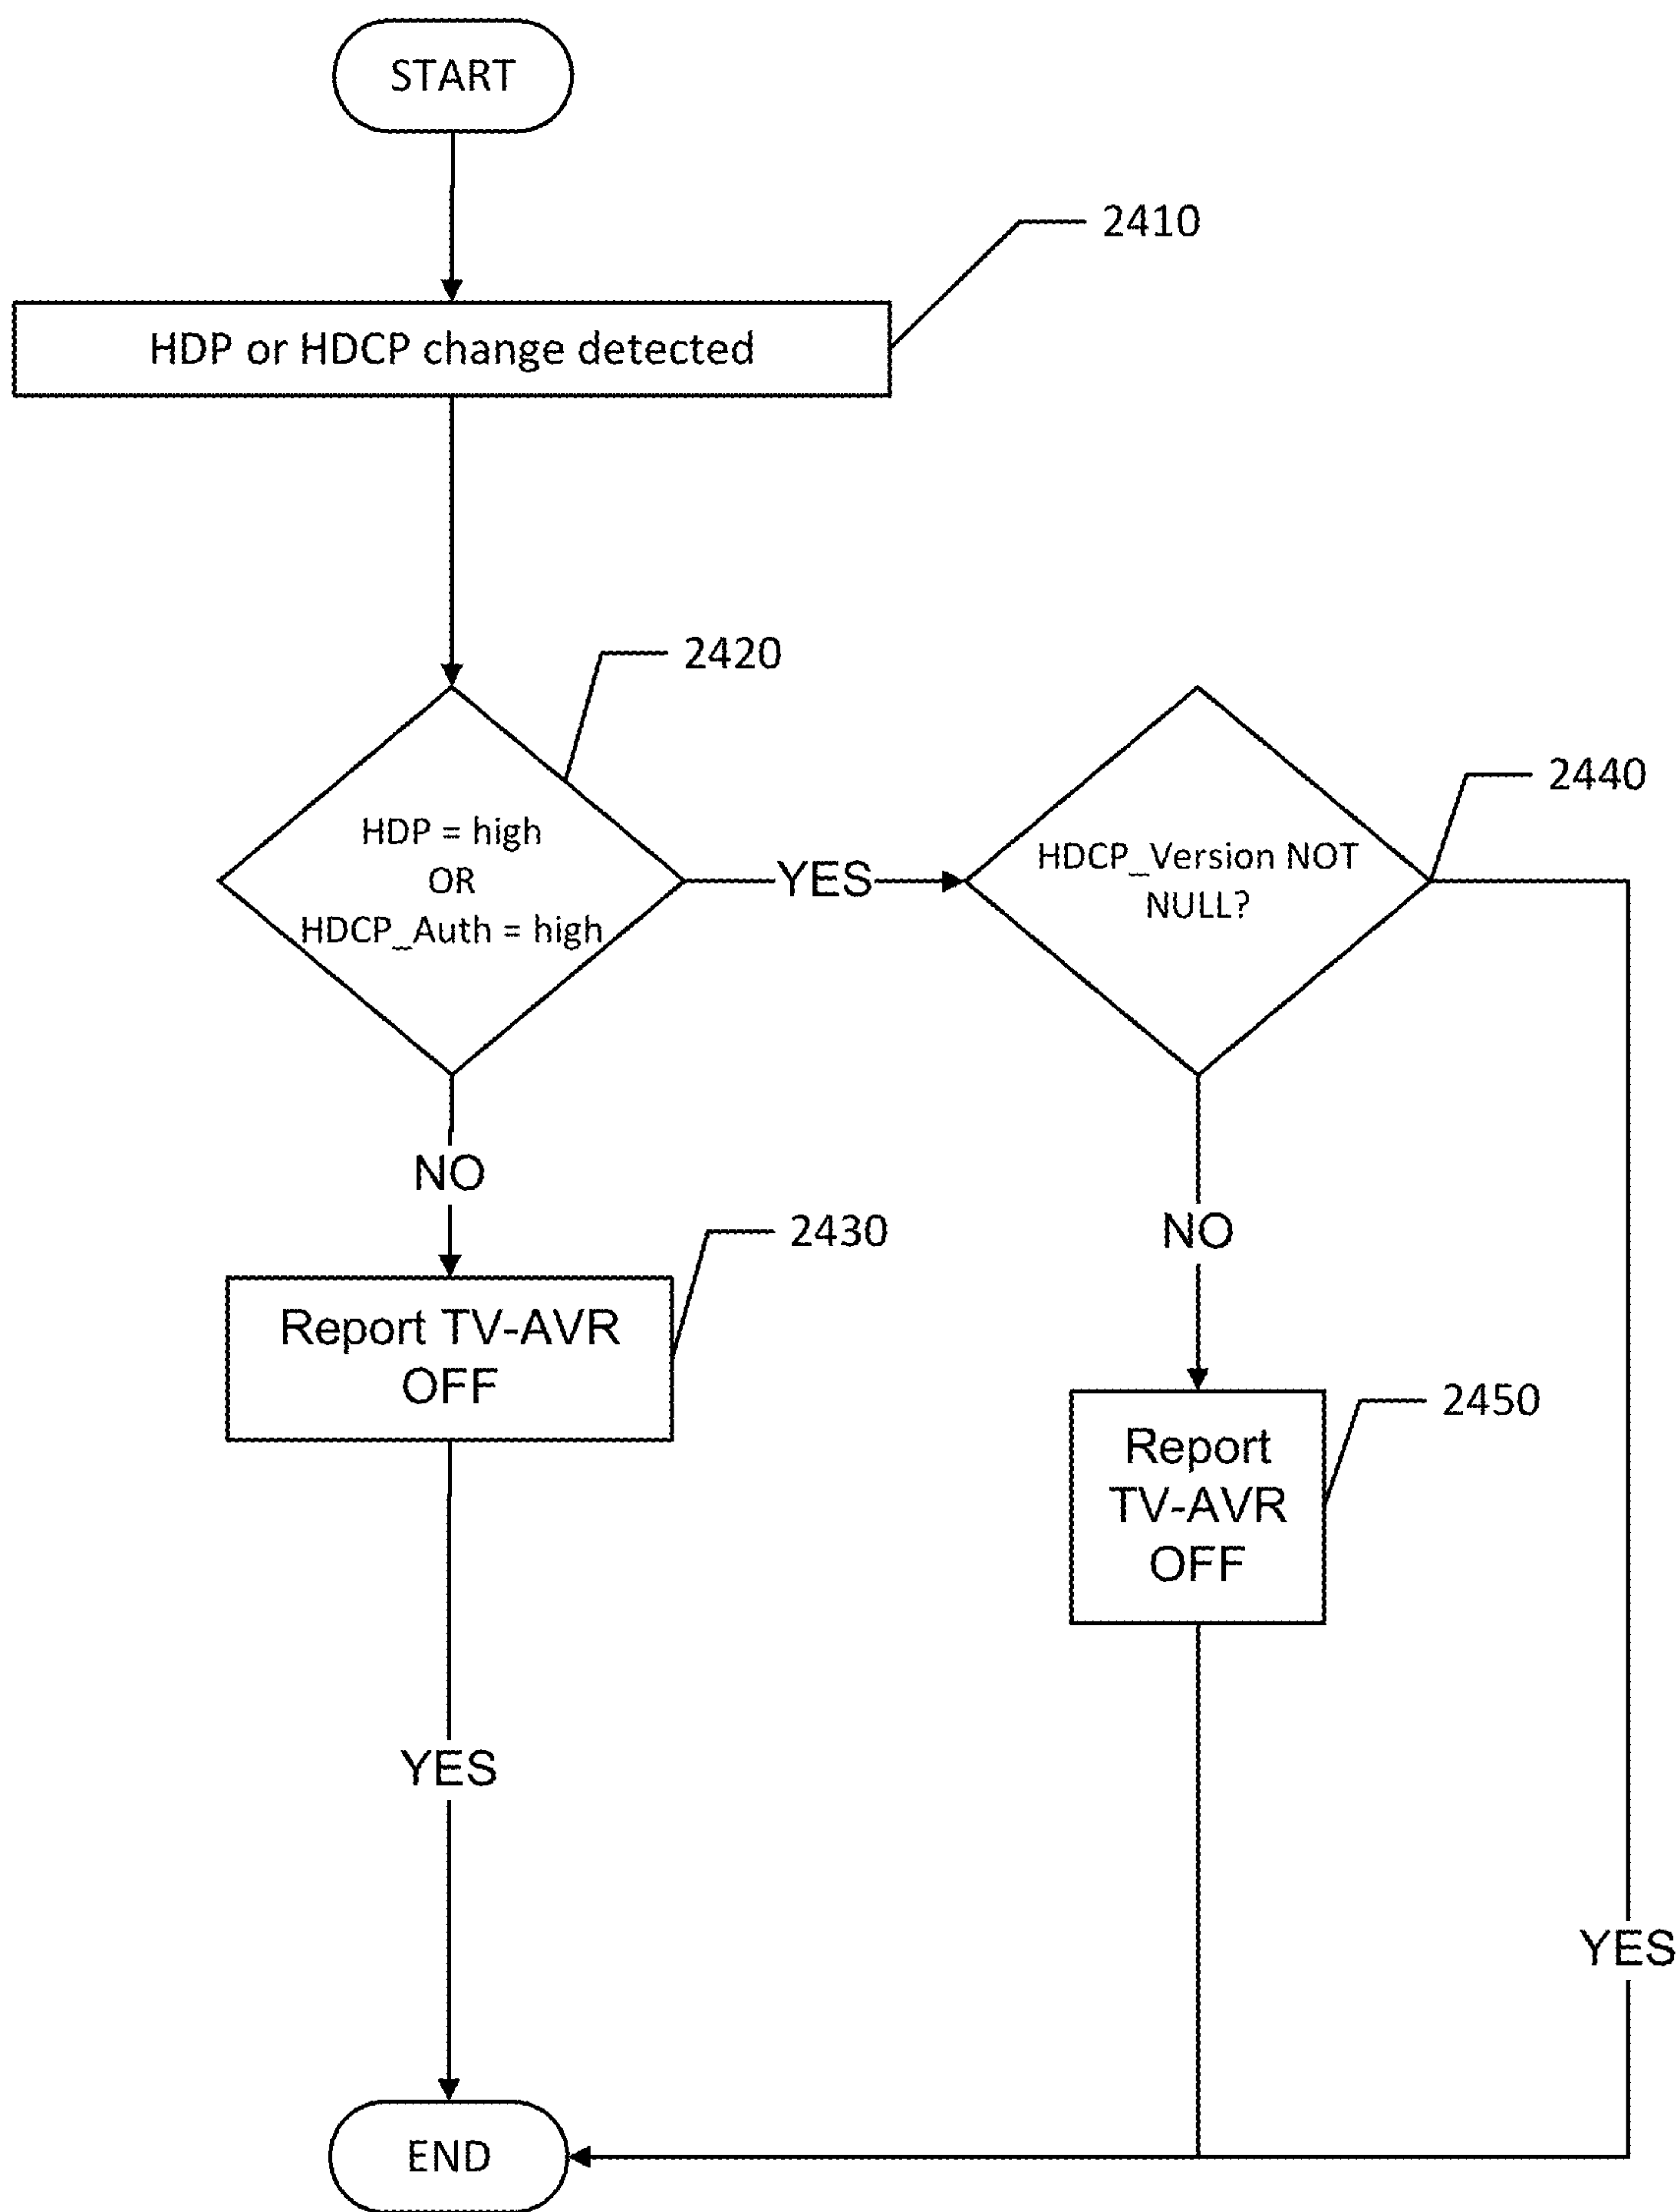 START
2410
HDP or HDCP change detected
2420
HDP = high
OR
HDCP_Auth = high
YES
2440
HDCP_Version NOT
NULL?
NO
2430
Report TV-AVR
OFF
NO
2450
Report
TV-AVR
OFF
YES
YES
END